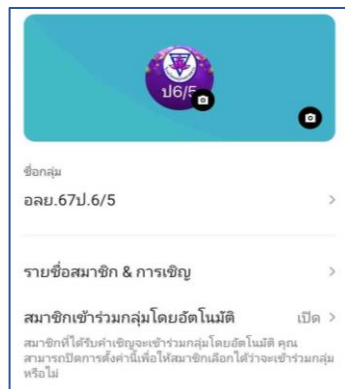 ป6/5
ชื่อกลุ่ม
อลย.67ป.6/5
รายชื่อสมาชิก & การเชิญ
สมาชิกเข้าร่วมกลุ่มโดยอัตโนมัติ เปิด
สมาชิกที่ได้รับคำเชิญจะเข้าร่วมกลุ่มโดยอัตโนมัติ คุณ
สามารถปิดการตั้งค่านี้เพื่อให้สมาชิกเลือกได้ว่าจะเข้าร่วมกลุ่ม
หรือไม่